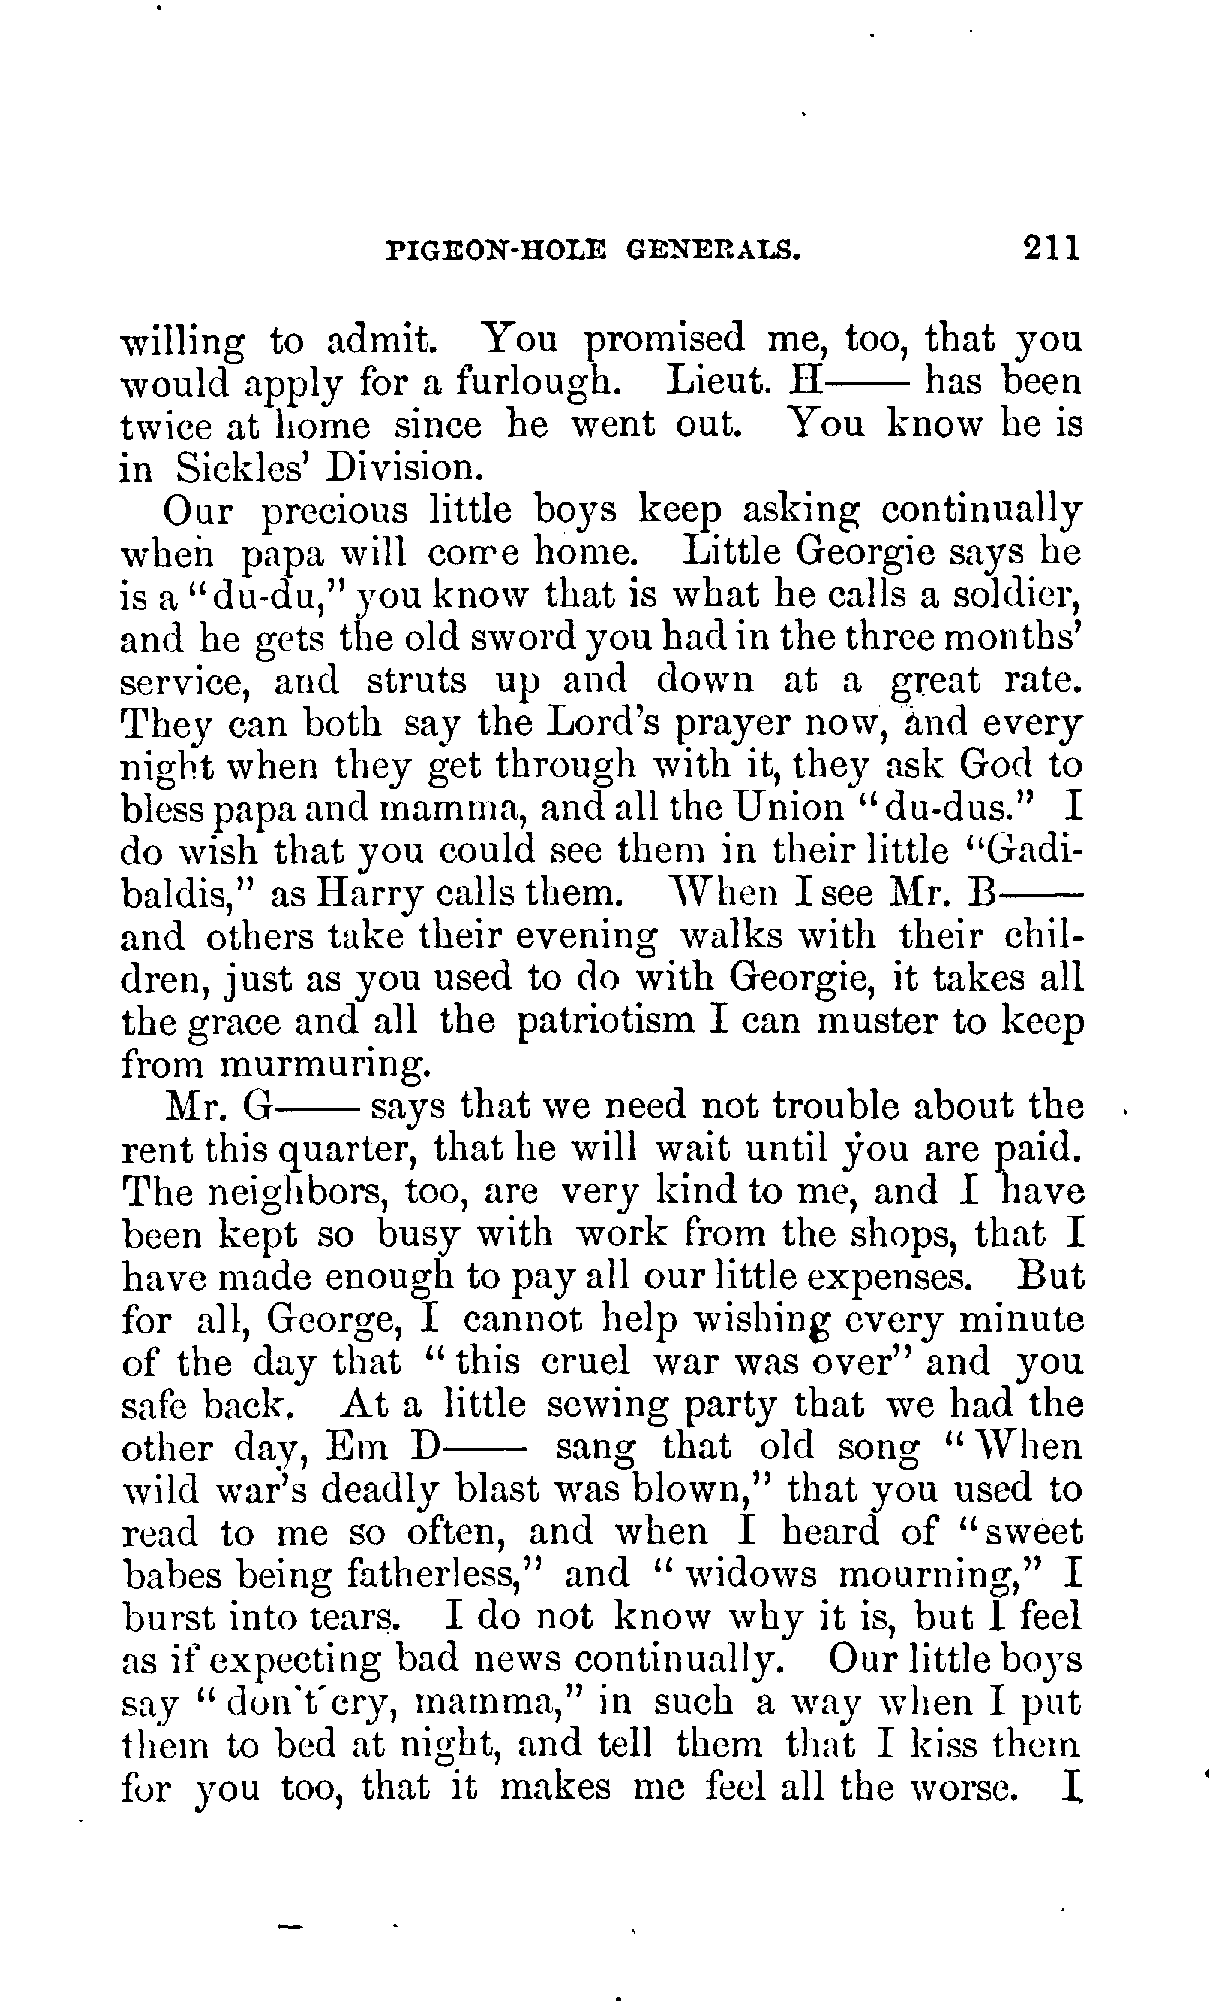 PIGEON-HOLE GENERALS. 211
willing to admit. You promised me, too, that you
would apply for a furlough. Lieut. H—— has been
twice at home since he went out. You know he is
in Sickles' Division.
Our precious little boys keep asking continually
when papa will come home. Little Georgie says he
is a "du-du," you know that is what he calls a soldier,
and he gets the old sword you had in the three months'
service, and struts up and down at a great rate.
They can both say the Lord's prayer now, and every
night when they get through with it, they ask God to
bless papa and mamma, and all the Union "du-dus." I
do wish that you could see them in their little "Gadi-
baldis," as Harry calls them. When I see Mr. B——
and others take their evening walks with their chil-
dren, just as you used to do with Georgie, it takes all
the grace and all the patriotism I can muster to keep
from murmuring.
Mr. G—— says that we need not trouble about the
rent this quarter, that he will wait until you are paid.
The neighbors, too, are very kind to me, and I have
been kept so busy with work from the shops, that I
have made enough to pay all our little expenses. But
for all, George, I cannot help wishing every minute
of the day that "this cruel war was over" and you
safe back. At a little sewing party that we had the
other day, Em D—— sang that old song "When
wild war's deadly blast was blown," that you used to
read to me so often, and when I heard of "sweet
babes being fatherless," and "widows mourning," I
burst into tears. I do not know why it is, but I feel
as if expecting bad news continually. Our little boys
say "don't cry, mamma," in such a way when I put
them to bed at night, and tell them that I kiss them
for you too, that it makes me feel all the worse. I